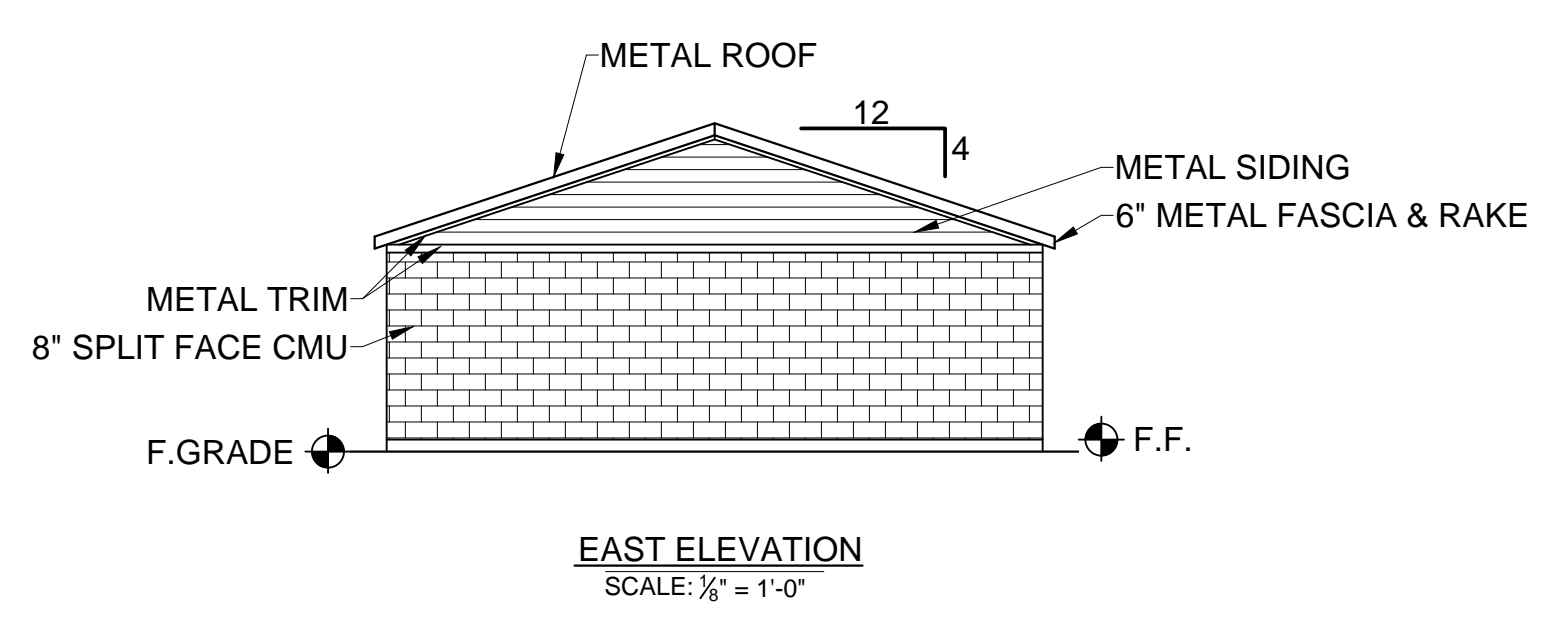 METAL ROOF
12
4
METAL SIDING
6" METAL FASCIA & RAKE
METAL TRIM
8" SPLIT FACE CMU
F.GRADE
F.F.
EAST ELEVATION
SCALE: ⅛" = 1'-0"